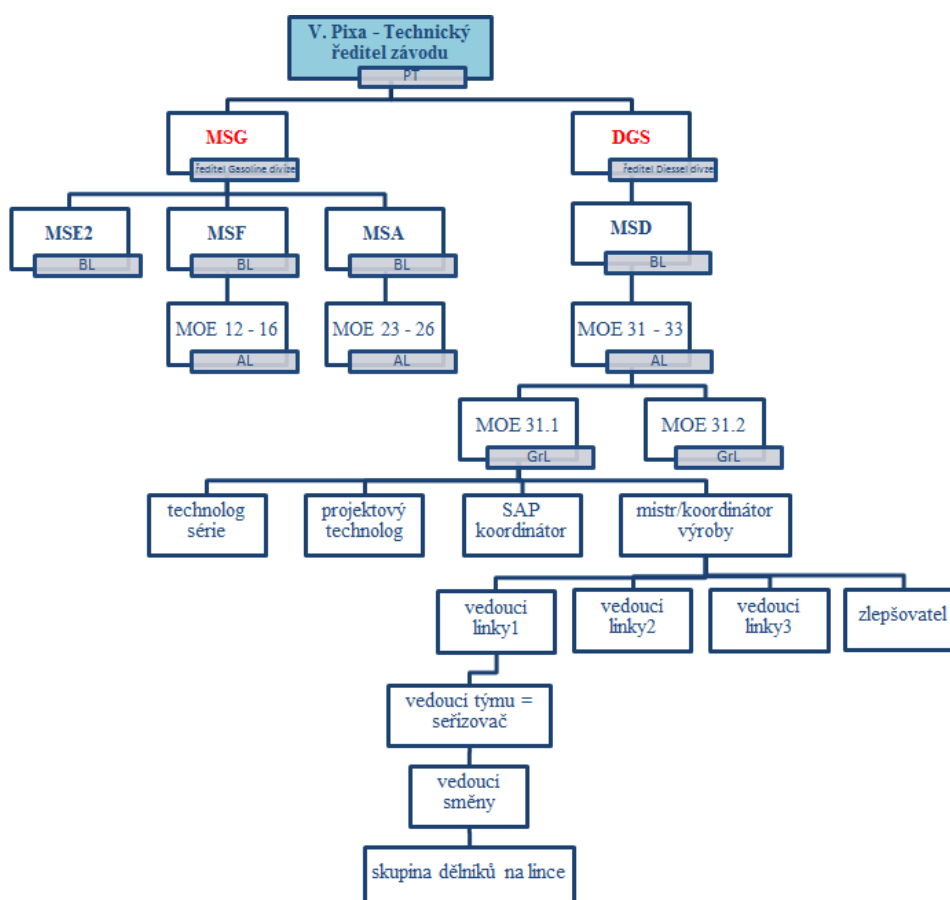 V. Pixa - Technický
ředitel závodu
PT
MSG
ředitel Gasoline divize
DGS
ředitel Diessel divze
MSE2
BL
MSF
BL
MSA
BL
MSD
BL
MOE 12 - 16
AL
MOE 23 - 26
AL
MOE 31 - 33
AL
MOE 31.1
GrL
MOE 31.2
GrL
technolog
série
projektový
technolog
SAP
koordinátor
mistr/koordinátor
výroby
vedoucí
linky1
vedoucí
linky2
vedoucí
linky3
zlepšovatel
vedoucí týmu =
seřizovač
vedoucí
směny
skupina dělníků na lince